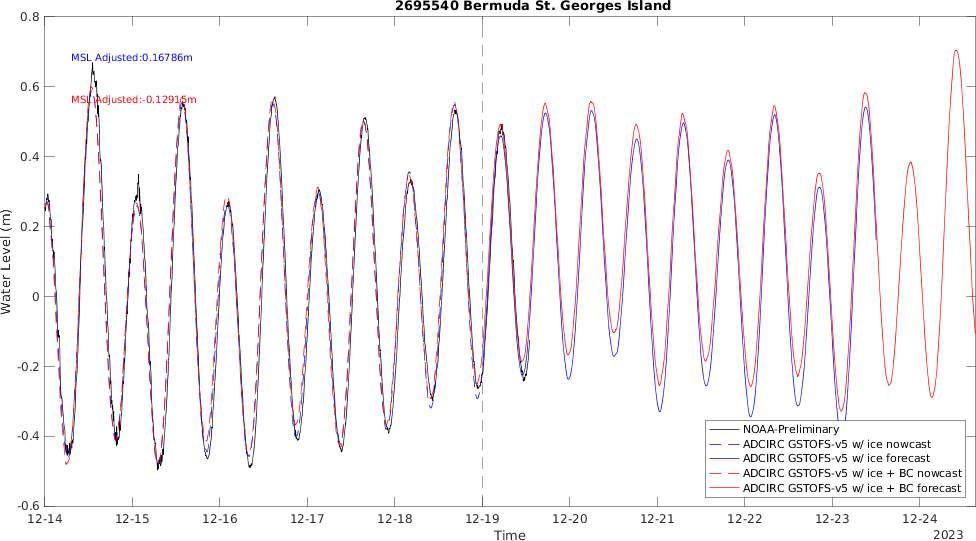 2695540 Bermuda St. Georges Island
MSL Adjusted:0.16786m
MSL Adjusted:-0.12915m
Water Level (m)
0.8
0.6
0.4
0.2
0
-0.2
-0.4
-0.6
NOAA-Preliminary
ADCIRC GSTOFS-v5 w/ ice nowcast
ADCIRC GSTOFS-v5 w/ ice forecast
ADCIRC GSTOFS-v5 w/ ice + BC nowcast
ADCIRC GSTOFS-v5 w/ ice + BC forecast
12-14 12-15 12-16 12-17 12-18 12-19 12-20 12-21 12-22 12-23 12-24
Time
2023